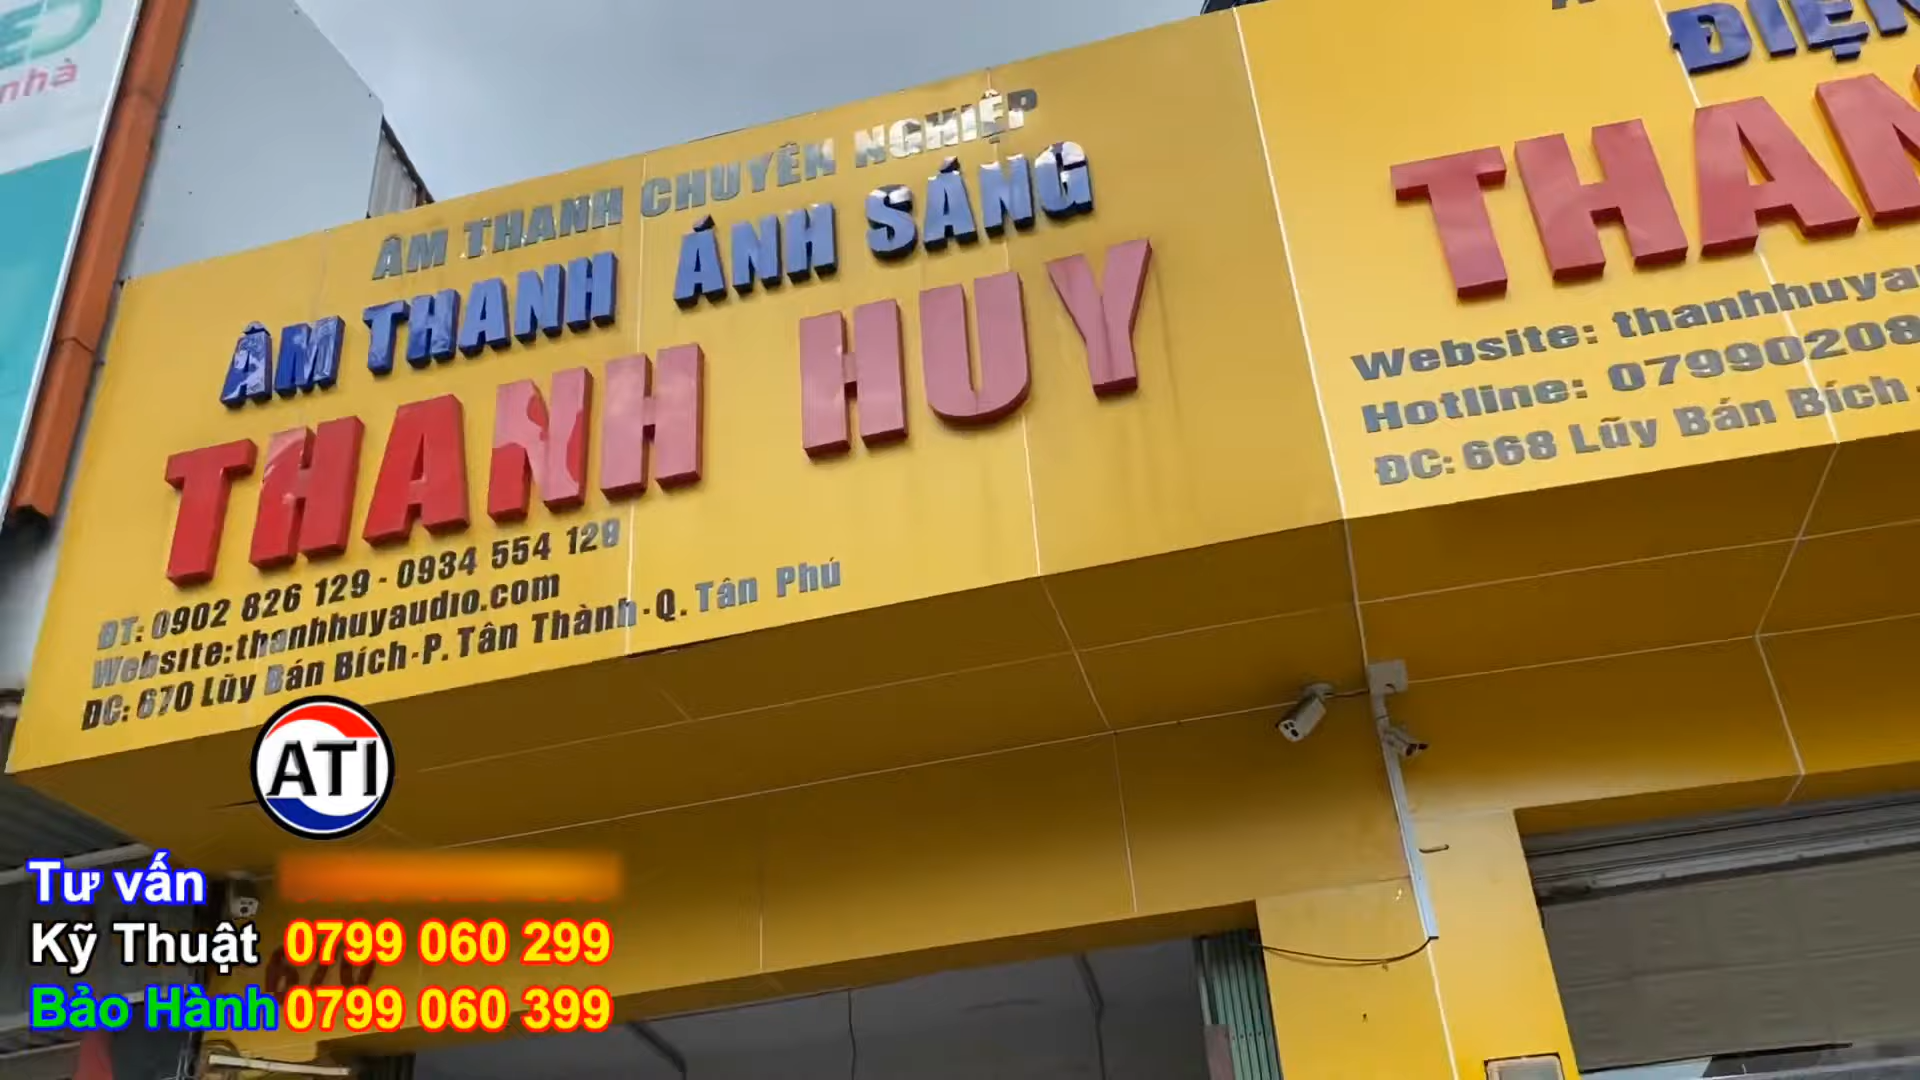 nhà
ÂM THANH CHUYÊN NGHIỆP
ÂM THANH ÁNH SÁNG
THANH HUY
ĐT: 0902 826 129 - 0934 554 129
Website:thanhhuyaudio.com
ĐC: 670 Lũy Bán Bích-P. Tân Thành-Q. Tân Phú
ĐIỆN
THAN
Website: thanhhuya
Hotline: 07990208
ĐC: 668 Lũy Bán Bích -
670
ATI
Tư vấn
Kỹ Thuật 0799 060 299
Bảo Hành 0799 060 399